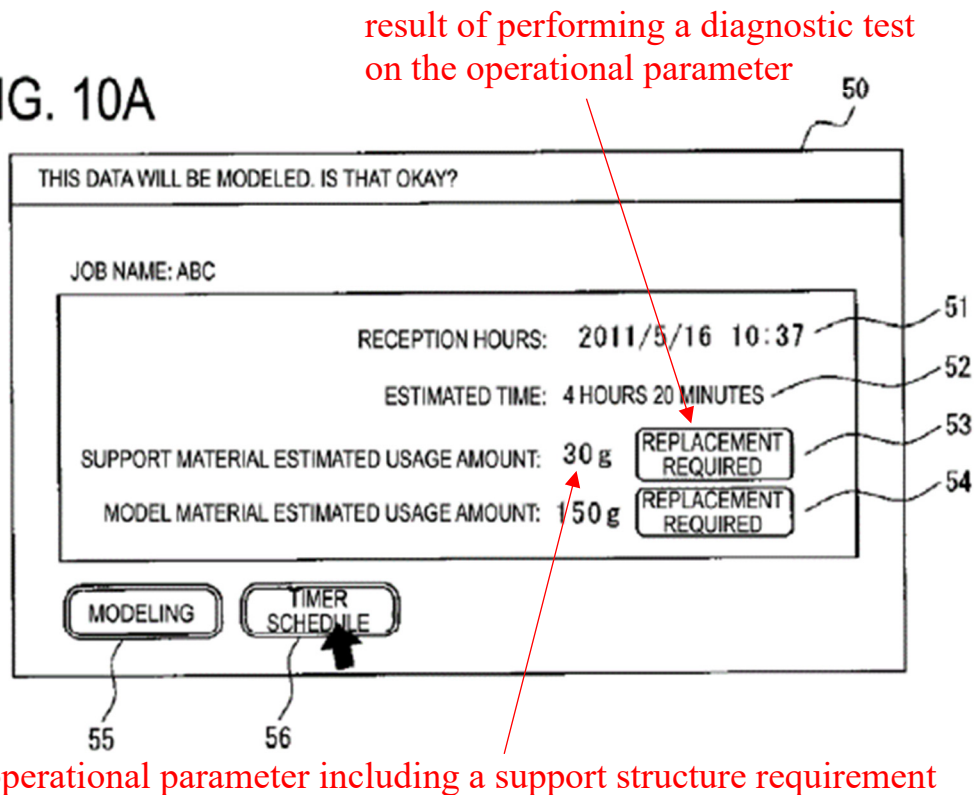 result of performing a diagnostic test
on the operational parameter
IG. 10A
50
THIS DATA WILL BE MODELED. IS THAT OKAY?
JOB NAME: ABC
RECEPTION HOURS: 2011/5/16 10:37
51
ESTIMATED TIME: 4 HOURS 20 MINUTES
52
SUPPORT MATERIAL ESTIMATED USAGE AMOUNT: 30g REPLACEMENT
REQUIRED
53
MODEL MATERIAL ESTIMATED USAGE AMOUNT: 150g REPLACEMENT
REQUIRED
54
MODELING
TIMER
SCHEDULE
55
56
operational parameter including a support structure requirement